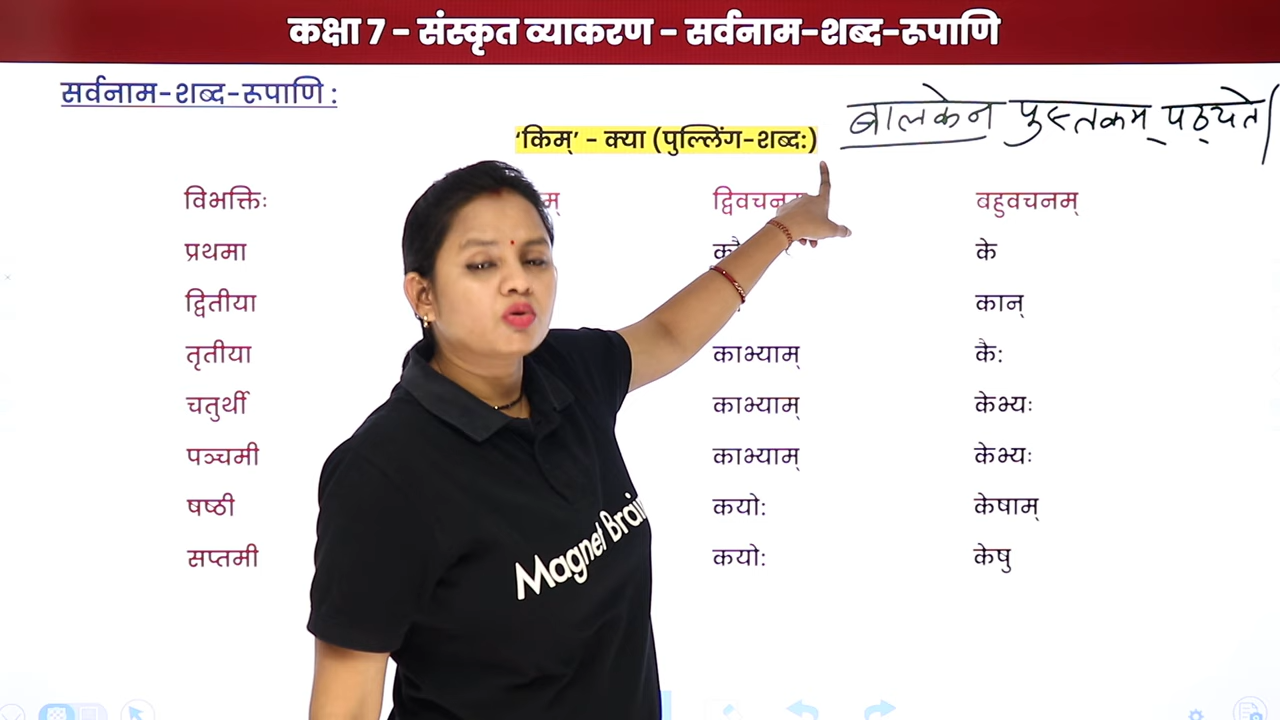 कक्षा 7 - संस्कृत व्याकरण - सर्वनाम-शब्द-रूपाणि
सर्वनाम-शब्द-रूपाणि :
बालकेन पुस्तकम् पठ्यते।
'किम्' - क्या (पुल्लिंग-शब्द:)
विभक्तिः बहुवचनम्
प्रथमा के
द्वितीया कान्
तृतीया काभ्याम् कै:
चतुर्थी काभ्याम् केभ्यः
पञ्चमी काभ्याम् केभ्यः
षष्ठी कयो: केषाम्
सप्तमी कयो: केषु
Magnet Brain